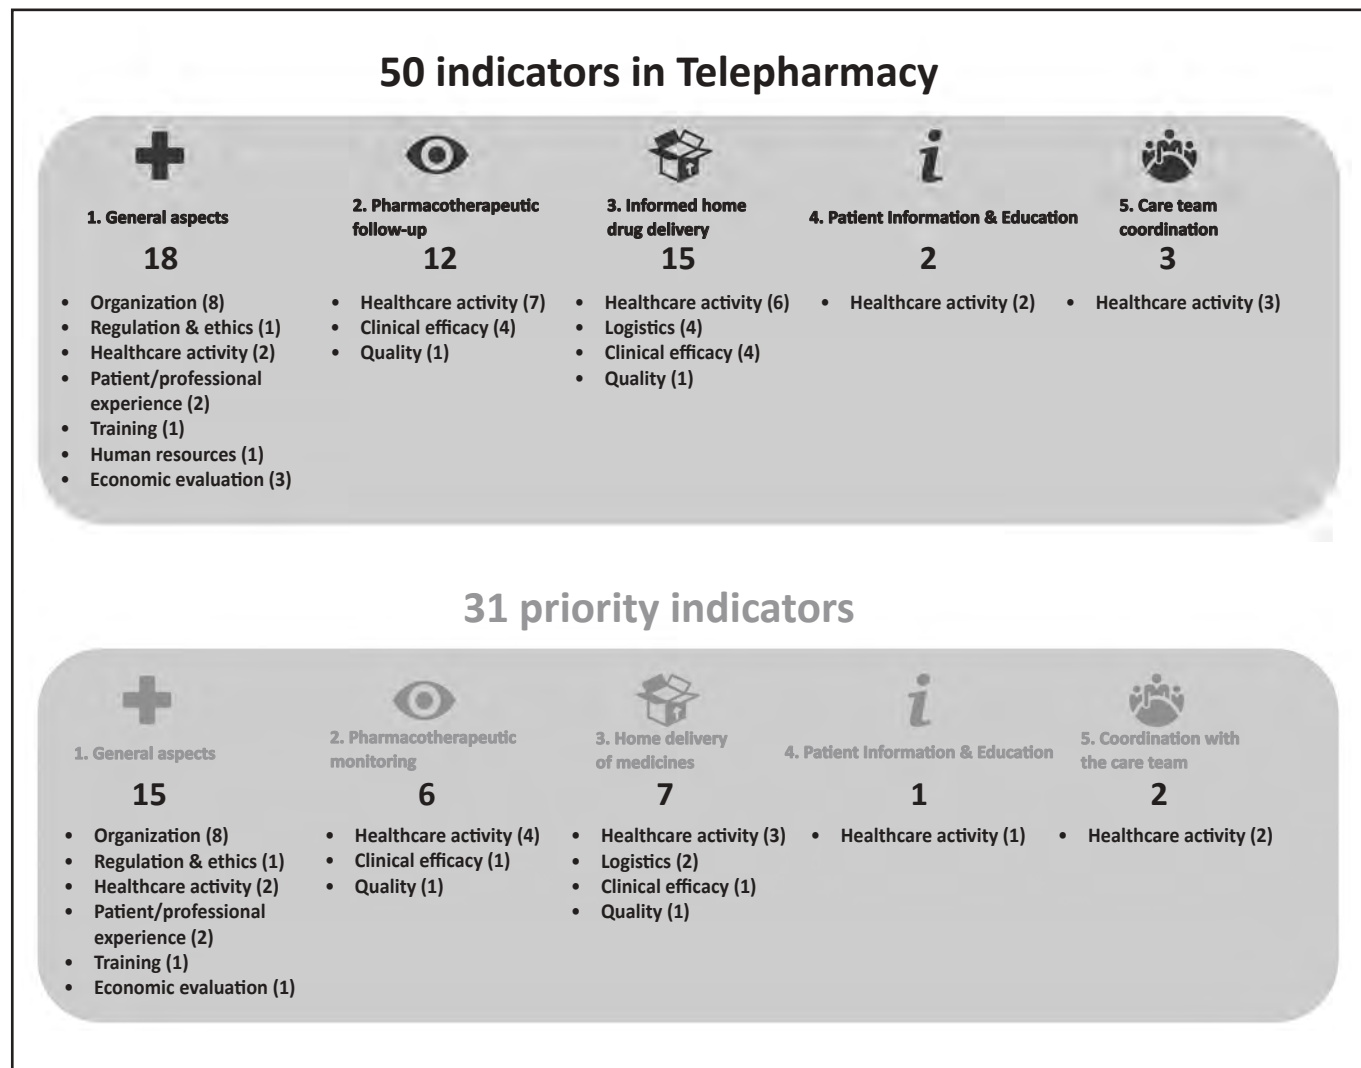 50 indicators in Telepharmacy
1. General aspects
18
• Organization (8)
• Regulation & ethics (1)
• Healthcare activity (2)
• Patient/professional
experience (2)
• Training (1)
• Human resources (1)
• Economic evaluation (3)
2. Pharmacotherapeutic
follow-up
12
• Healthcare activity (7)
• Clinical efficacy (4)
• Quality (1)
3. Informed home
drug delivery
15
• Healthcare activity (6)
• Logistics (4)
• Clinical efficacy (4)
• Quality (1)
4. Patient Information & Education
2
• Healthcare activity (2)
5. Care team
coordination
3
• Healthcare activity (3)
31 priority indicators
1. General aspects
15
• Organization (8)
• Regulation & ethics (1)
• Healthcare activity (2)
• Patient/professional
experience (2)
• Training (1)
• Economic evaluation (1)
2. Pharmacotherapeutic
monitoring
6
• Healthcare activity (4)
• Clinical efficacy (1)
• Quality (1)
3. Home delivery
of medicines
7
• Healthcare activity (3)
• Logistics (2)
• Clinical efficacy (1)
• Quality (1)
4. Patient Information & Education
1
• Healthcare activity (1)
5. Coordination with
the care team
2
• Healthcare activity (2)